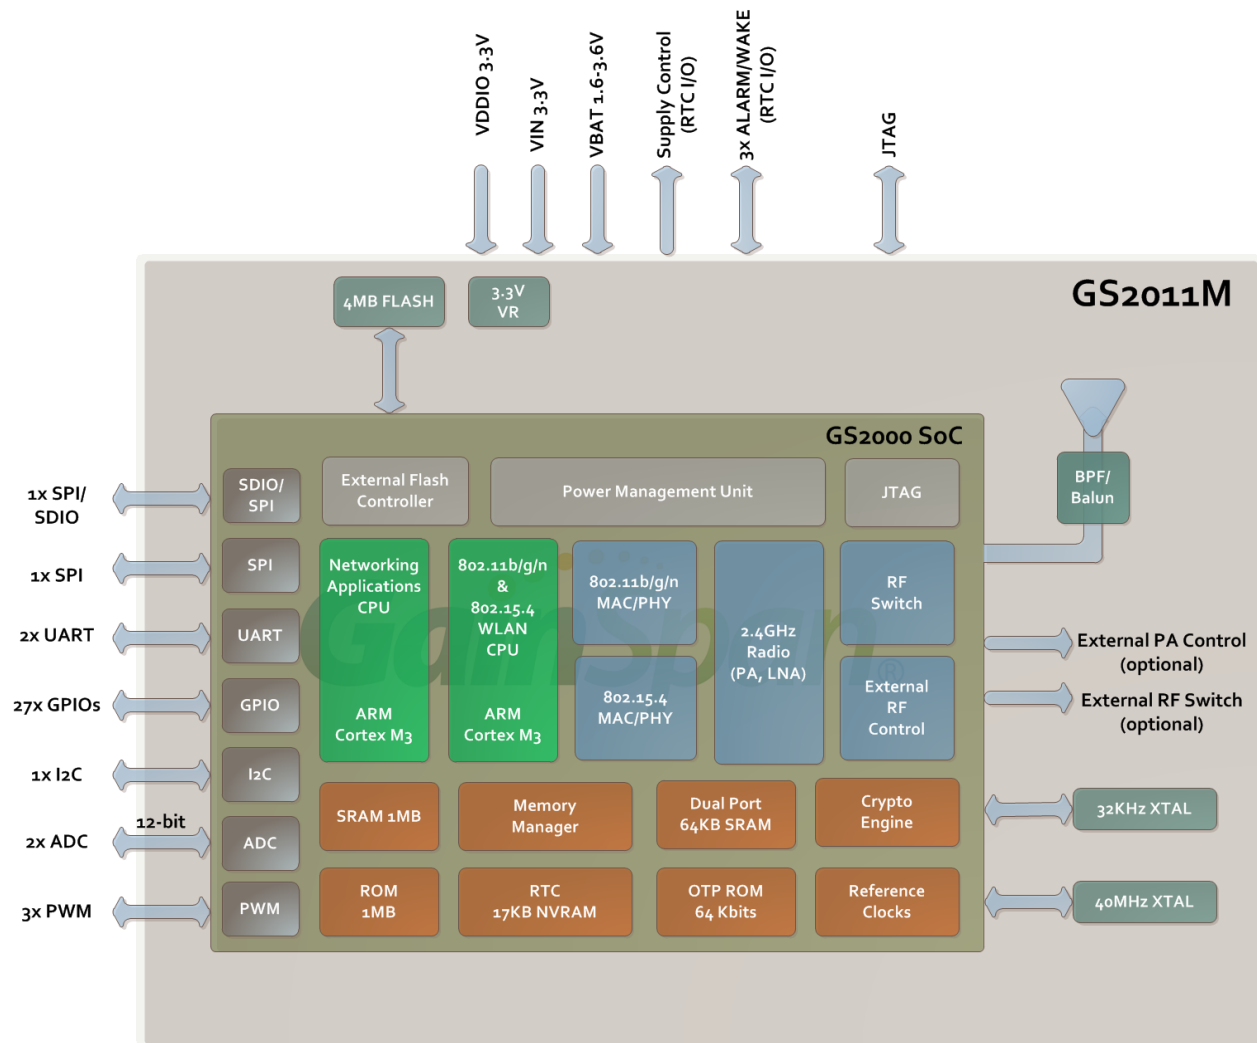 VDDIO 3.3V
VIN 3.3V
VBAT 1.6-3.6V
Supply Control
(RTC I/O)
3x ALARM/WAKE
(RTC I/O)
JTAG
GS2011M
4MB FLASH
3.3V
VR
GS2000 SoC
BPF/
Balun
1x SPI/
SDIO
1x SPI
2x UART
27x GPIOs
1x I2C
12-bit
2x ADC
3x PWM
SDIO/
SPI
SPI
UART
GPIO
I2C
ADC
PWM
External Flash
Controller
Power Management Unit
JTAG
Networking
Applications
CPU
ARM
Cortex M3
802.11b/g/n
&
802.15.4
WLAN
CPU
ARM
Cortex M3
802.11b/g/n
MAC/PHY
802.15.4
MAC/PHY
2.4GHz
Radio
(PA, LNA)
RF
Switch
External
RF
Control
GainSpan®
SRAM 1MB
Memory
Manager
Dual Port
64KB SRAM
Crypto
Engine
ROM
1MB
RTC
17KB NVRAM
OTP ROM
64 Kbits
Reference
Clocks
External PA Control
(optional)
External RF Switch
(optional)
32KHz XTAL
40MHz XTAL